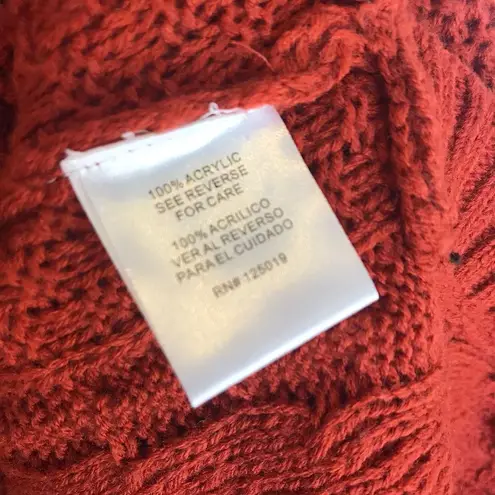 100% ACRYLIC
SEE REVERSE
FOR CARE
100% ACRILICO
VER AL REVERSO
PARA EL CUIDADO
RN# 125019